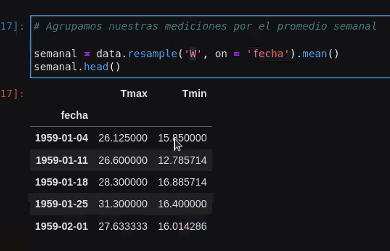 17]: # Agrupamos nuestras mediciones por el promedio semanal
semanal = data.resample('W', on = 'fecha').mean()
semanal.head()
17]: Tmax Tmin
fecha
1959-01-04 26.125000 15.850000
1959-01-11 26.600000 12.785714
1959-01-18 28.300000 16.885714
1959-01-25 31.300000 16.400000
1959-02-01 27.633333 16.014286